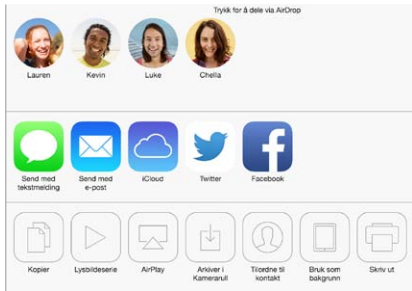 Trykk for å dele via AirDrop
Lauren Kevin Luke Chella
Send med tekstmelding
Send med e-post
iCloud
Twitter
Facebook
Kopier
Lysbildeserie
AirPlay
Arkiver i Kamerarull
Tilordne til kontakt
Bruk som bakgrunn
Skriv ut